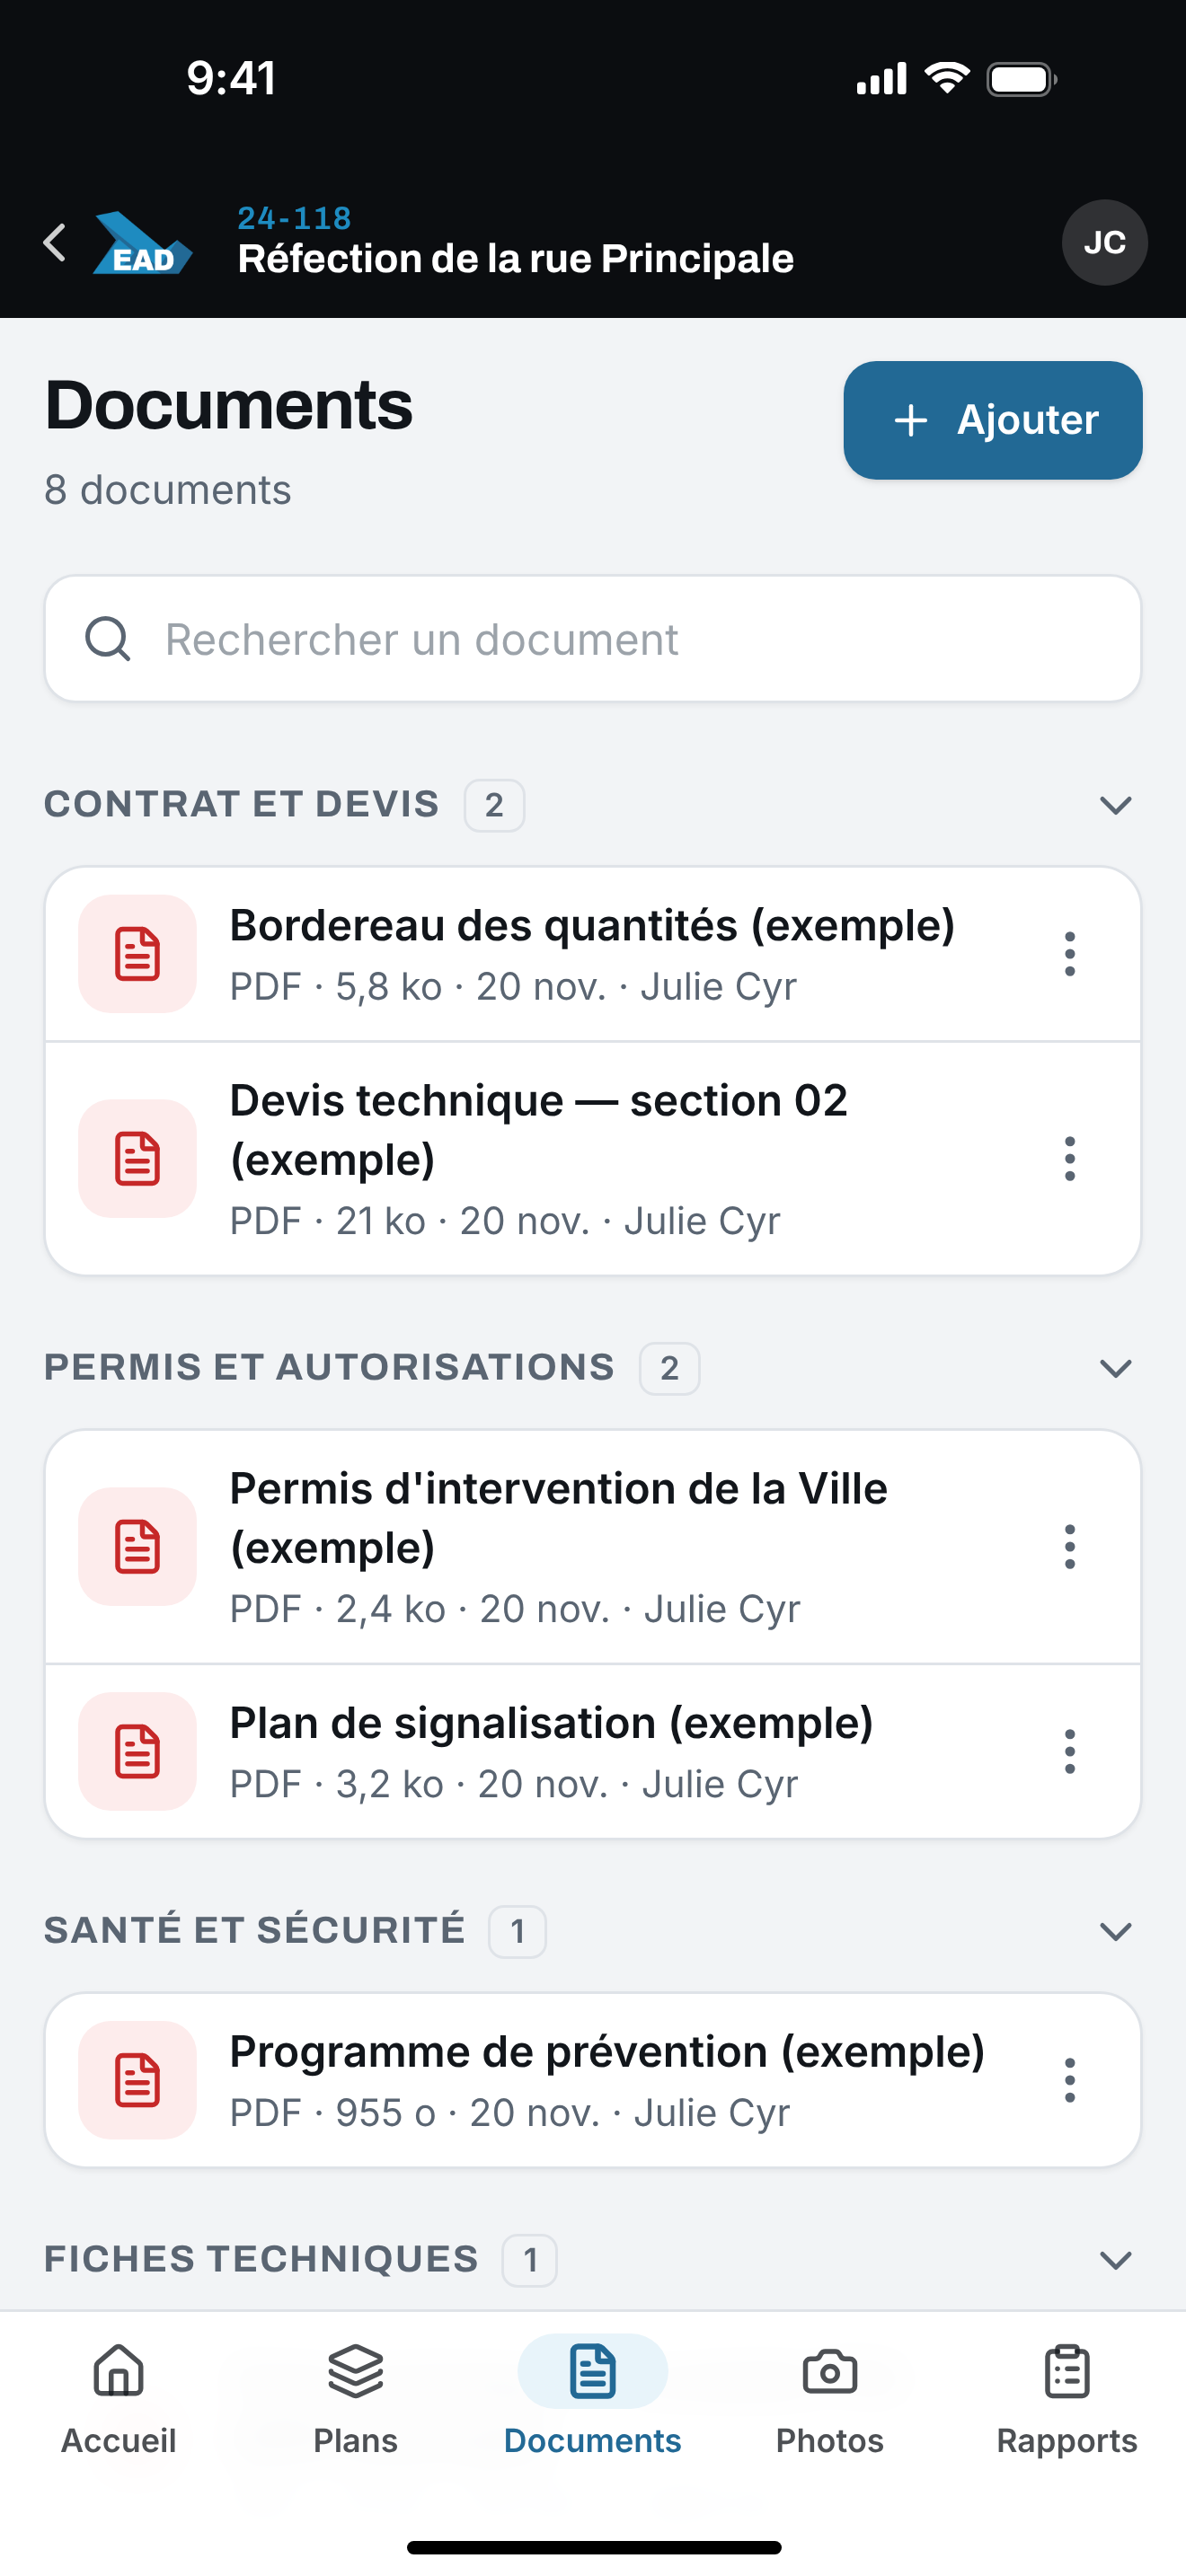 9:41
EAD
24-118
Réfection de la rue Principale
JC
Documents
+ Ajouter
8 documents
Rechercher un document
CONTRAT ET DEVIS 2
Bordereau des quantités (exemple)
PDF · 5,8 ko · 20 nov. · Julie Cyr
Devis technique — section 02
(exemple)
PDF · 21 ko · 20 nov. · Julie Cyr
PERMIS ET AUTORISATIONS 2
Permis d'intervention de la Ville
(exemple)
PDF · 2,4 ko · 20 nov. · Julie Cyr
Plan de signalisation (exemple)
PDF · 3,2 ko · 20 nov. · Julie Cyr
SANTÉ ET SÉCURITÉ 1
Programme de prévention (exemple)
PDF · 955 o · 20 nov. · Julie Cyr
FICHES TECHNIQUES 1
Accueil Plans Documents Photos Rapports